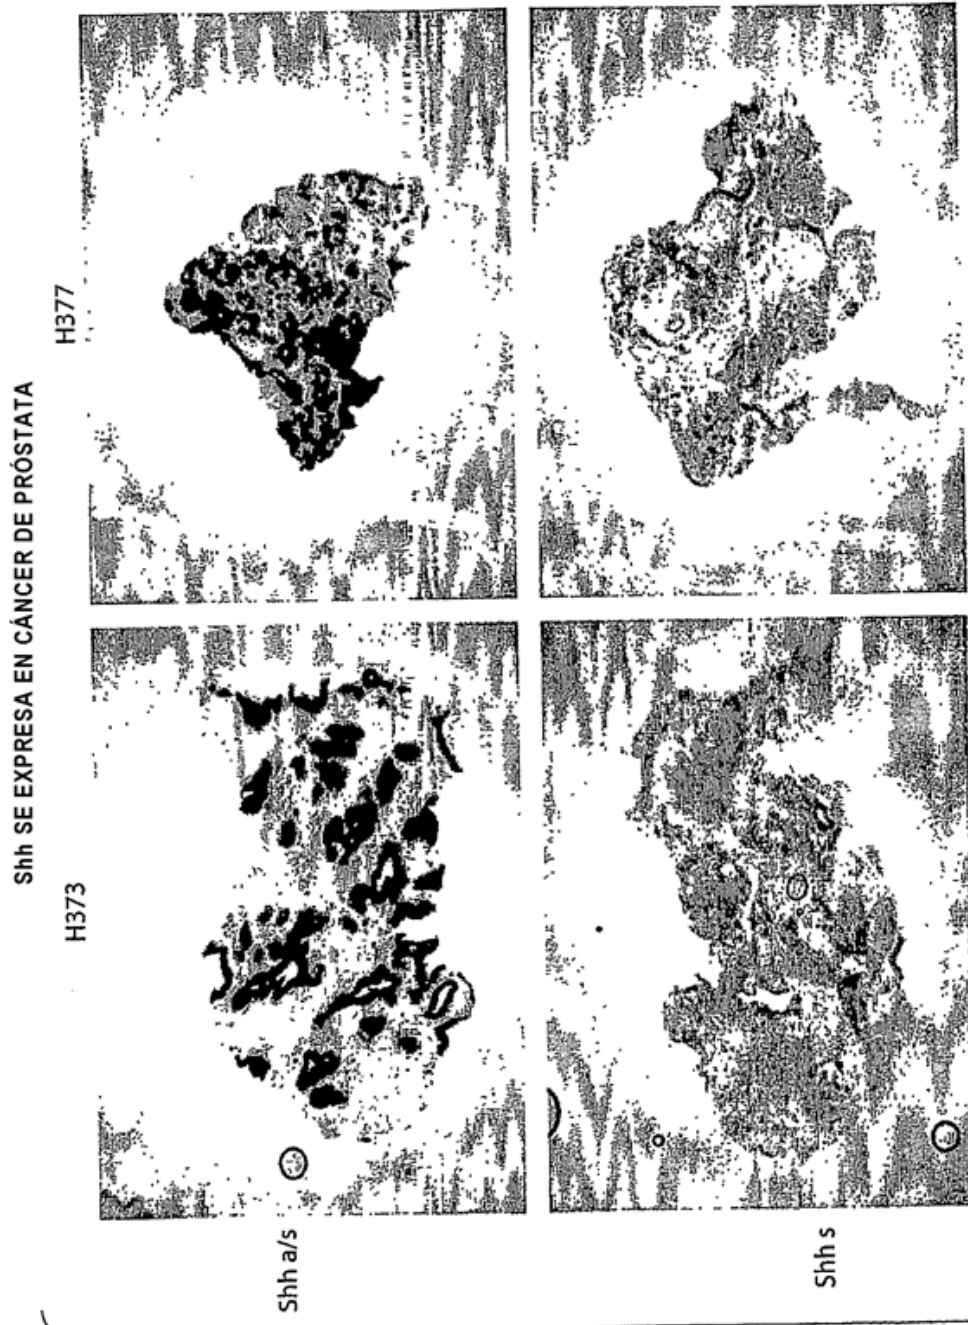 Shh SE EXPRESA EN CÁNCER DE PRÓSTATA
H373
H377
Shh a/s
Shh s